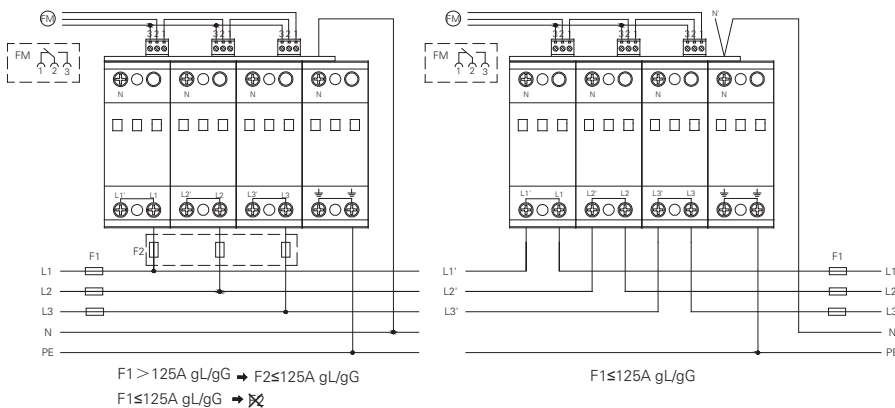 FM
3 2 1 3 2 1 3 2 1
FM
1 2 3
N N N N
L1' L1 L2' L2 L3' L3
F2
F1
L1
L2
L3
N
PE
F1＞125A gL/gG ➡ F2≤125A gL/gG
F1≤125A gL/gG ➡ F2
FM
3 2 1 3 2 1 3 2 1
N'
FM
1 2 3
N N N N
L1' L1 L2' L2 L3' L3
F1
L1' L1
L2' L2
L3' L3
N
PE
F1≤125A gL/gG